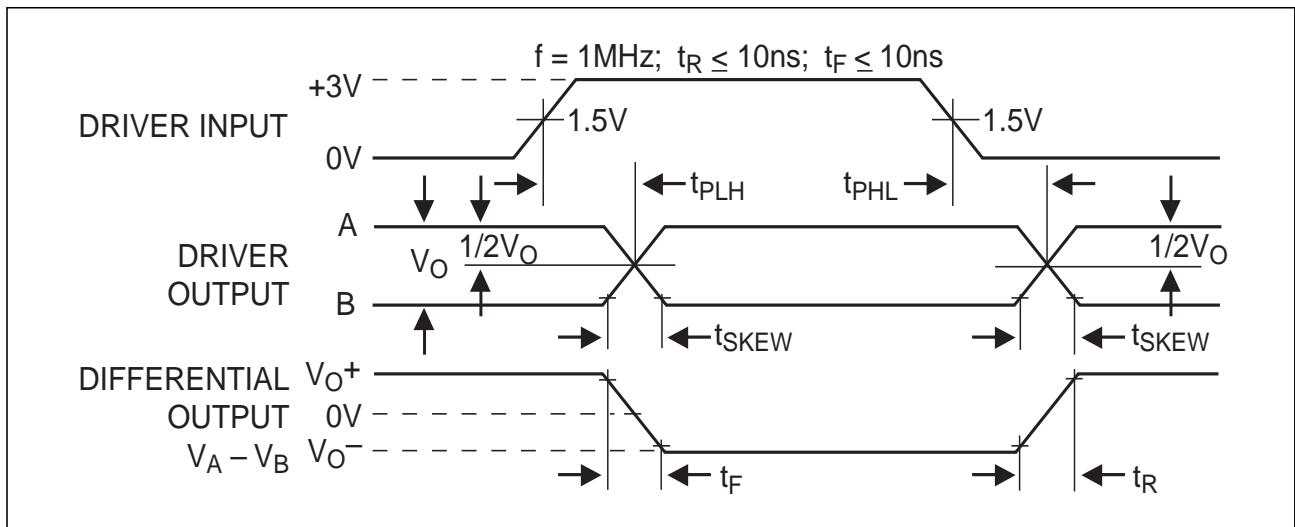 f = 1MHz; tR ≤ 10ns; tF ≤ 10ns
+3V
DRIVER INPUT
1.5V
1.5V
0V
tPLH
tPHL
A
DRIVER
OUTPUT
VO
1/2VO
1/2VO
B
tSKEW
tSKEW
DIFFERENTIAL
OUTPUT
VA – VB
VO+
0V
VO–
tF
tR